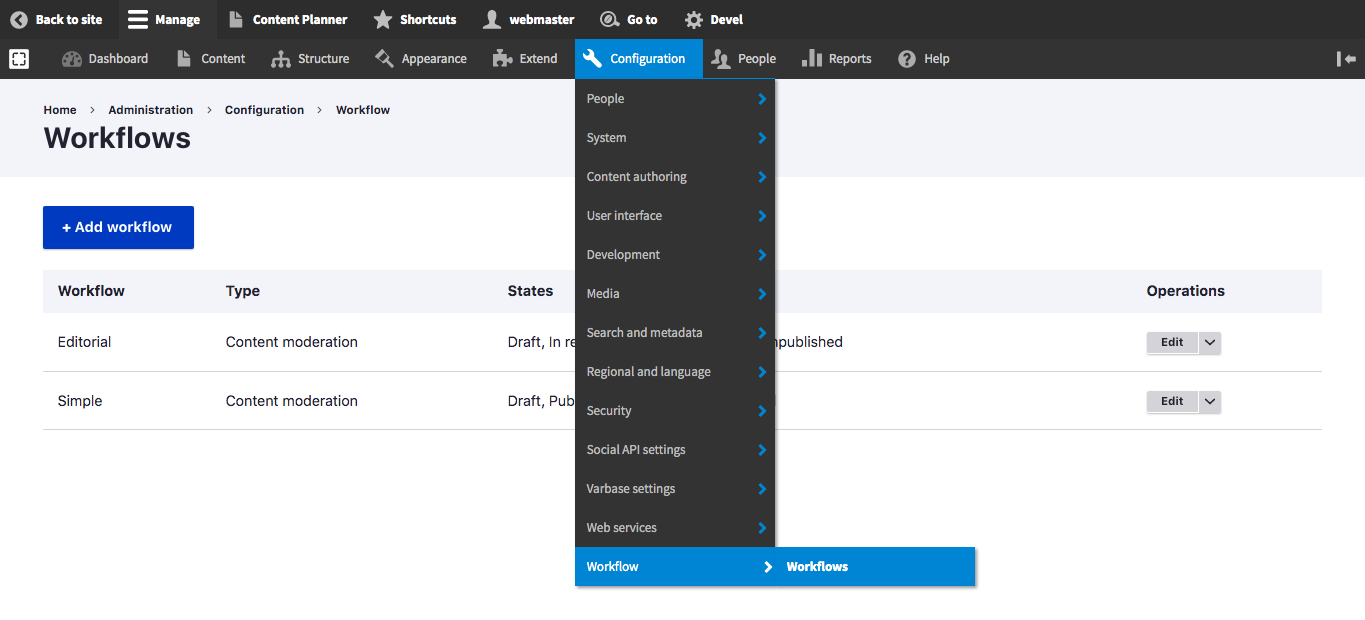 Back to site Manage Content Planner Shortcuts webmaster Go to Devel
Dashboard Content Structure Appearance Extend Configuration People Reports Help
Home > Administration > Configuration > Workflow
Workflows
+ Add workflow
Workflow Type States Operations
Editorial Content moderation Draft, In re npublished Edit
Simple Content moderation Draft, Pub Edit
People
System
Content authoring
User interface
Development
Media
Search and metadata
Regional and language
Security
Social API settings
Varbase settings
Web services
Workflow Workflows